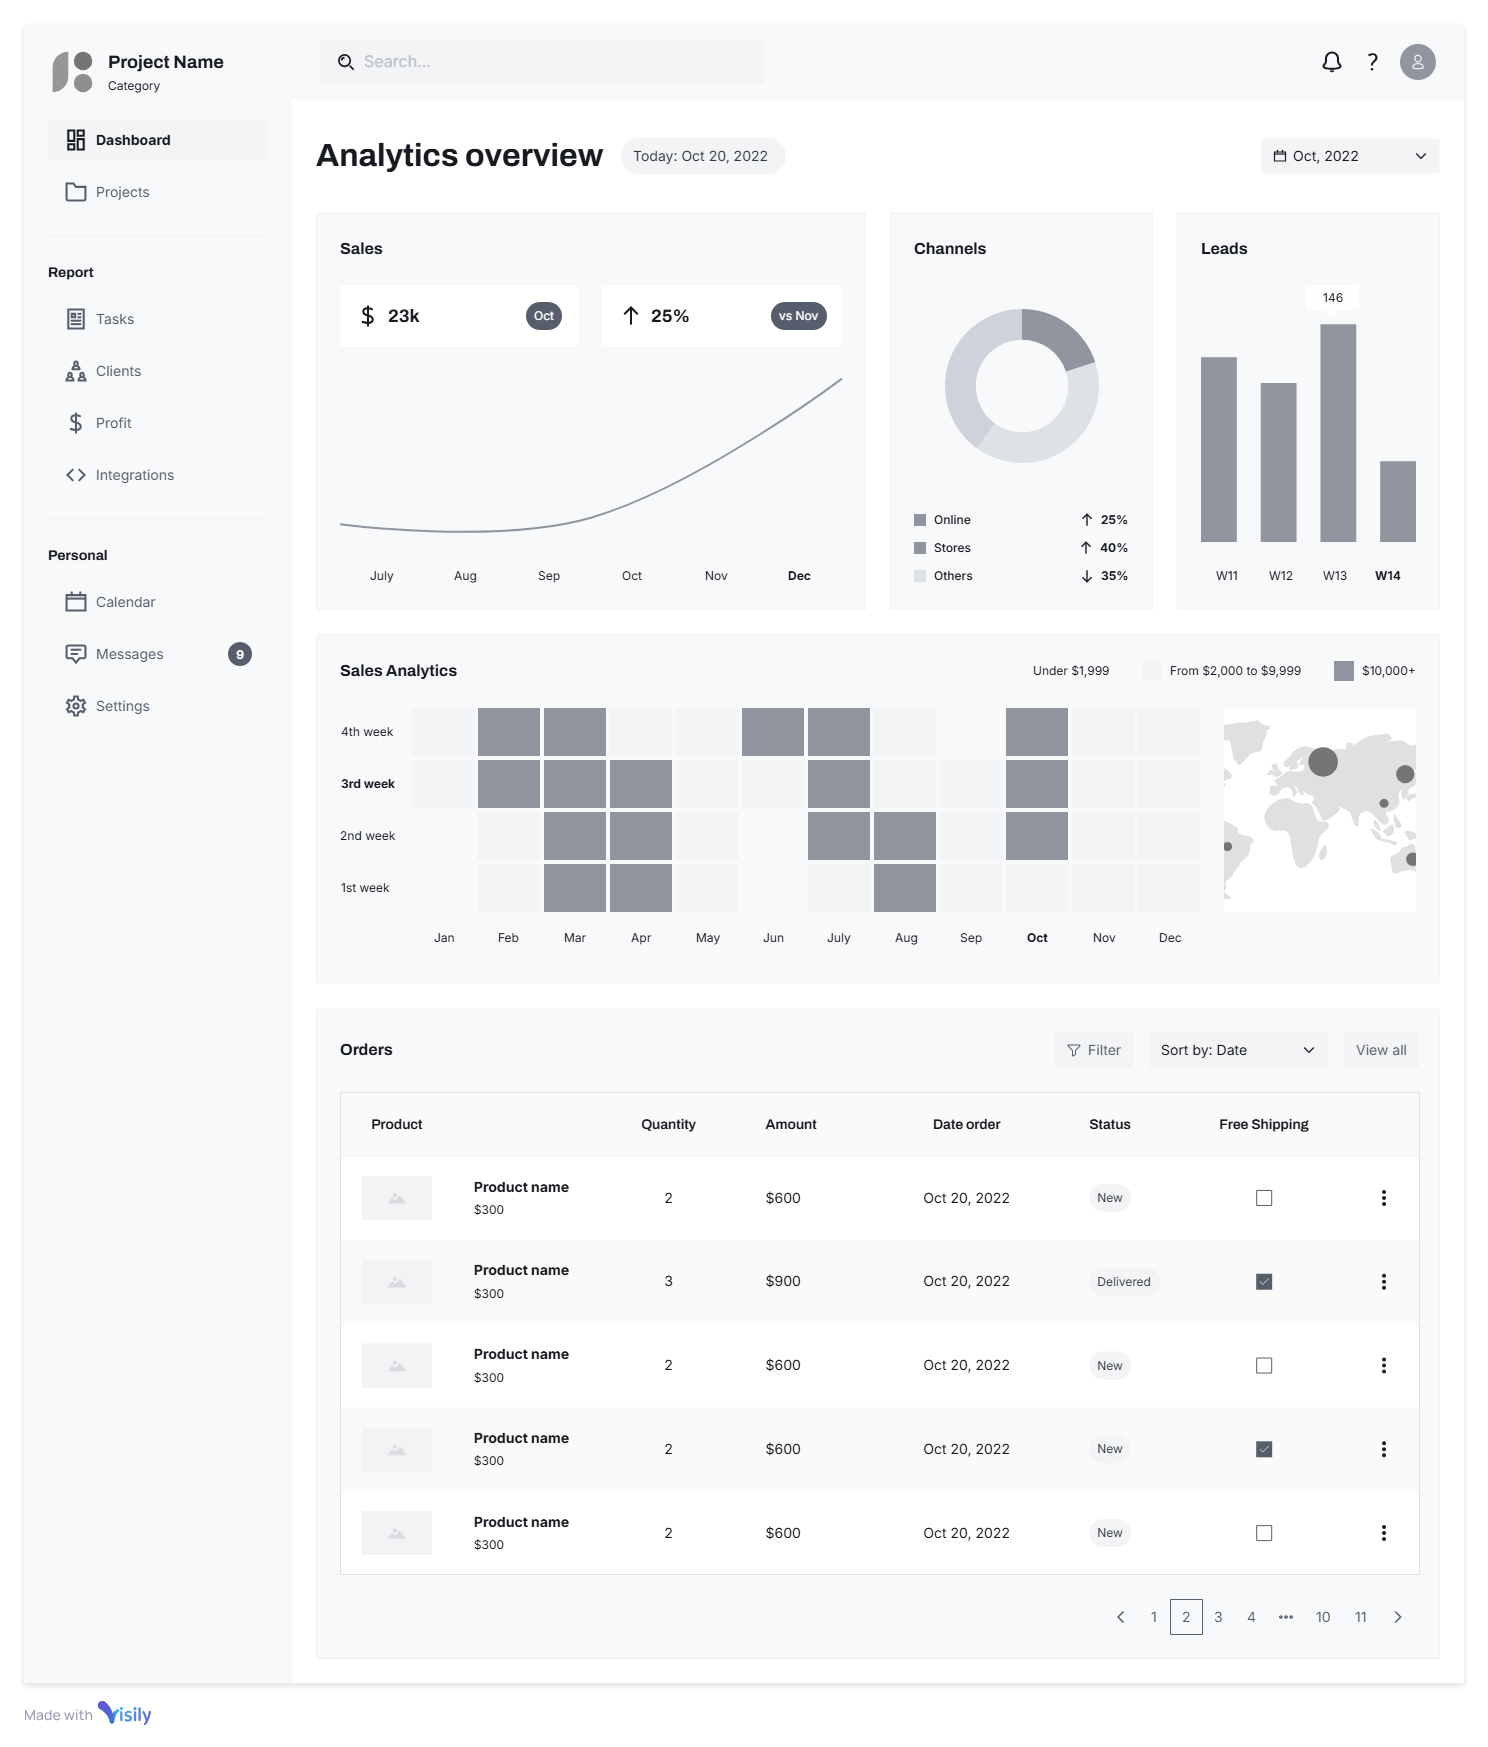 Project Name
Category
Search...
Dashboard
Projects
Report
Tasks
Clients
Profit
Integrations
Personal
Calendar
Messages 9
Settings
Analytics overview
Today: Oct 20, 2022
Oct, 2022
Sales
$ 23k Oct
25% vs Nov
July Aug Sep Oct Nov Dec
Channels
Online 25%
Stores 40%
Others 35%
Leads
146
W11 W12 W13 W14
Sales Analytics
Under $1,999 From $2,000 to $9,999 $10,000+
4th week
3rd week
2nd week
1st week
Jan Feb Mar Apr May Jun July Aug Sep Oct Nov Dec
Orders
Filter Sort by: Date View all
Product Quantity Amount Date order Status Free Shipping
Product name
$300
2 $600 Oct 20, 2022 New
Product name
$300
3 $900 Oct 20, 2022 Delivered
Product name
$300
2 $600 Oct 20, 2022 New
Product name
$300
2 $600 Oct 20, 2022 New
Product name
$300
2 $600 Oct 20, 2022 New
1 2 3 4 ••• 10 11
Made with Visily